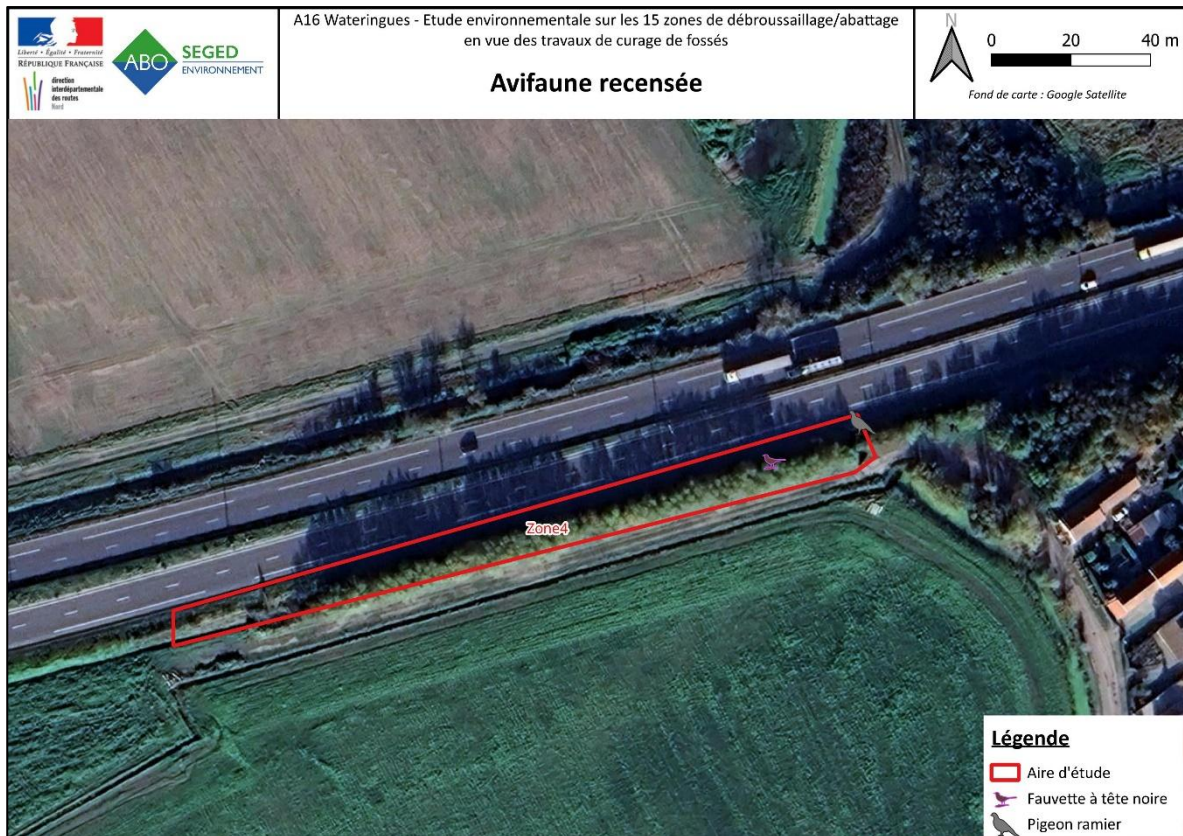 Liberté • Égalité • Fraternité
RÉPUBLIQUE FRANÇAISE
direction
interdépartementale
des routes
Nord
ABO
SEGED
ENVIRONNEMENT
A16 Wateringues - Etude environnementale sur les 15 zones de débroussaillage/abattage
en vue des travaux de curage de fossés
Avifaune recensée
N
0 20 40 m
Fond de carte : Google Satellite
Zone4
Légende
Aire d'étude
Fauvette à tête noire
Pigeon ramier